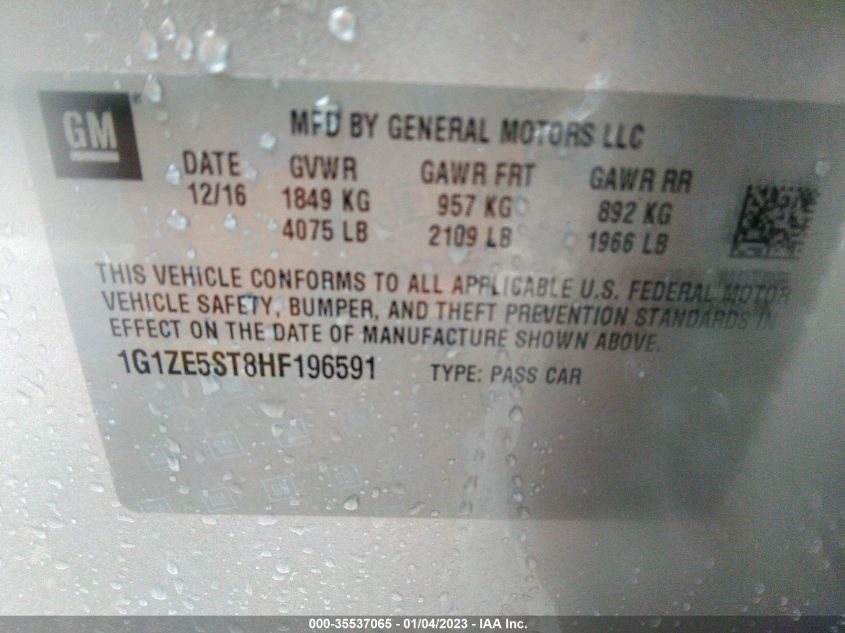 GM
MFD BY GENERAL MOTORS LLC
DATE GVWR GAWR FRT GAWR RR
12/16 1849 KG 957 KG 892 KG
4075 LB 2109 LB 1966 LB
THIS VEHICLE CONFORMS TO ALL APPLICABLE U.S. FEDERAL MOTOR
VEHICLE SAFETY, BUMPER, AND THEFT PREVENTION STANDARDS IN
EFFECT ON THE DATE OF MANUFACTURE SHOWN ABOVE.
1G1ZE5ST8HF196591 TYPE: PASS CAR
000-35537065 - 01/04/2023 - IAA Inc.